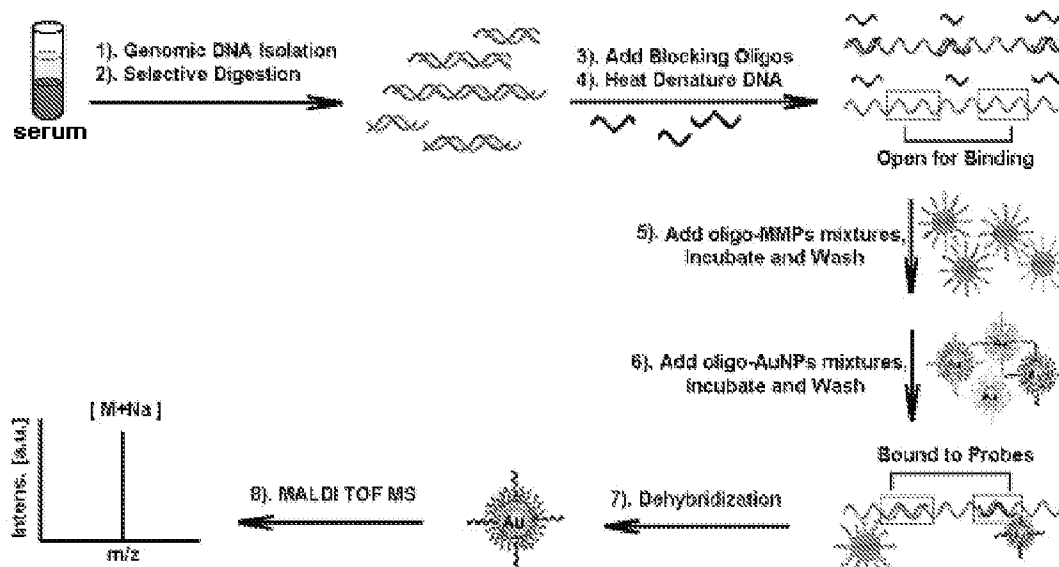 1). Genomic DNA Isolation
2). Selective Digestion
serum
3). Add Blocking Oligos
4). Heat Denature DNA
Open for Binding
5). Add oligo-MMPs mixtures,
Incubate and Wash
6). Add oligo-AuNPs mixtures,
Incubate and Wash
Bound to Probes
7). Dehybridization
Au
8). MALDI TOF MS
[ M+Na ]
Intens. [a.u.]
m/z